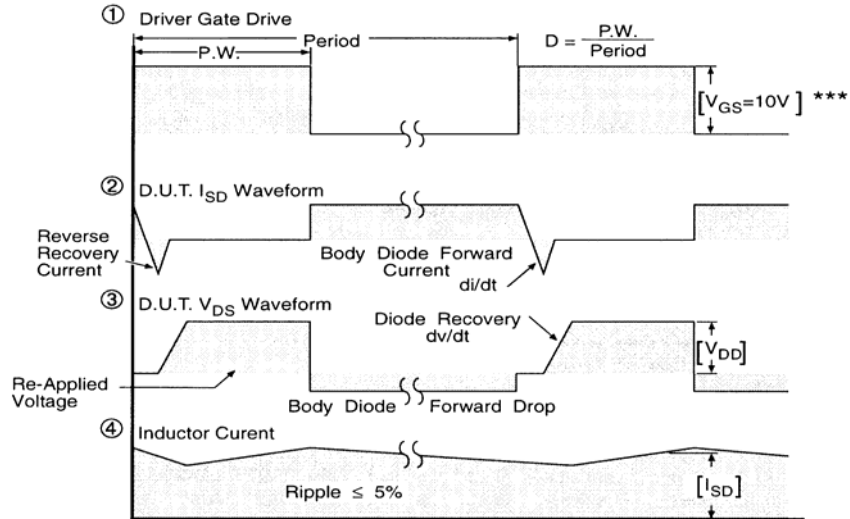 ① Driver Gate Drive
Period
P.W.
D = P.W.
Period
[VGS=10V] ***
② D.U.T. ISD Waveform
Reverse
Recovery
Current
Body Diode Forward
Current
di/dt
③ D.U.T. VDS Waveform
Diode Recovery
dv/dt
[VDD]
Re-Applied
Voltage
Body Diode Forward Drop
④ Inductor Curent
Ripple ≤ 5%
[ISD]